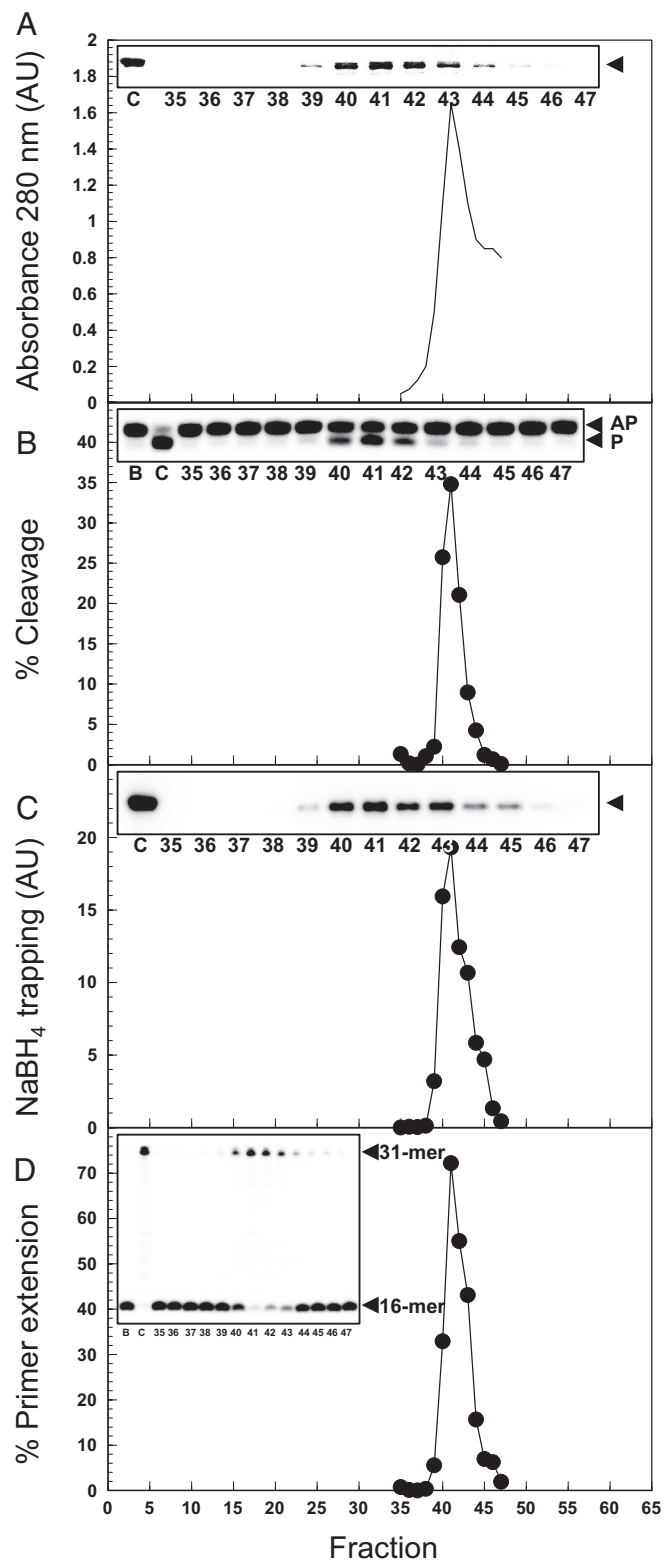 A
Absorbance 280 nm (AU)
2
1.8
1.6
1.4
1.2
1
0.8
0.6
0.4
0.2
0
C 35 36 37 38 39 40 41 42 43 44 45 46 47
B
% Cleavage
40
35
30
25
20
15
10
5
0
AP
P
B C 35 36 37 38 39 40 41 42 43 44 45 46 47
C
NaBH4 trapping (AU)
20
15
10
5
0
C 35 36 37 38 39 40 41 42 43 44 45 46 47
D
% Primer extension
70
60
50
40
30
20
10
0
31-mer
16-mer
B C 35 36 37 38 39 40 41 42 43 44 45 46 47
0 5 10 15 20 25 30 35 40 45 50 55 60 65
Fraction